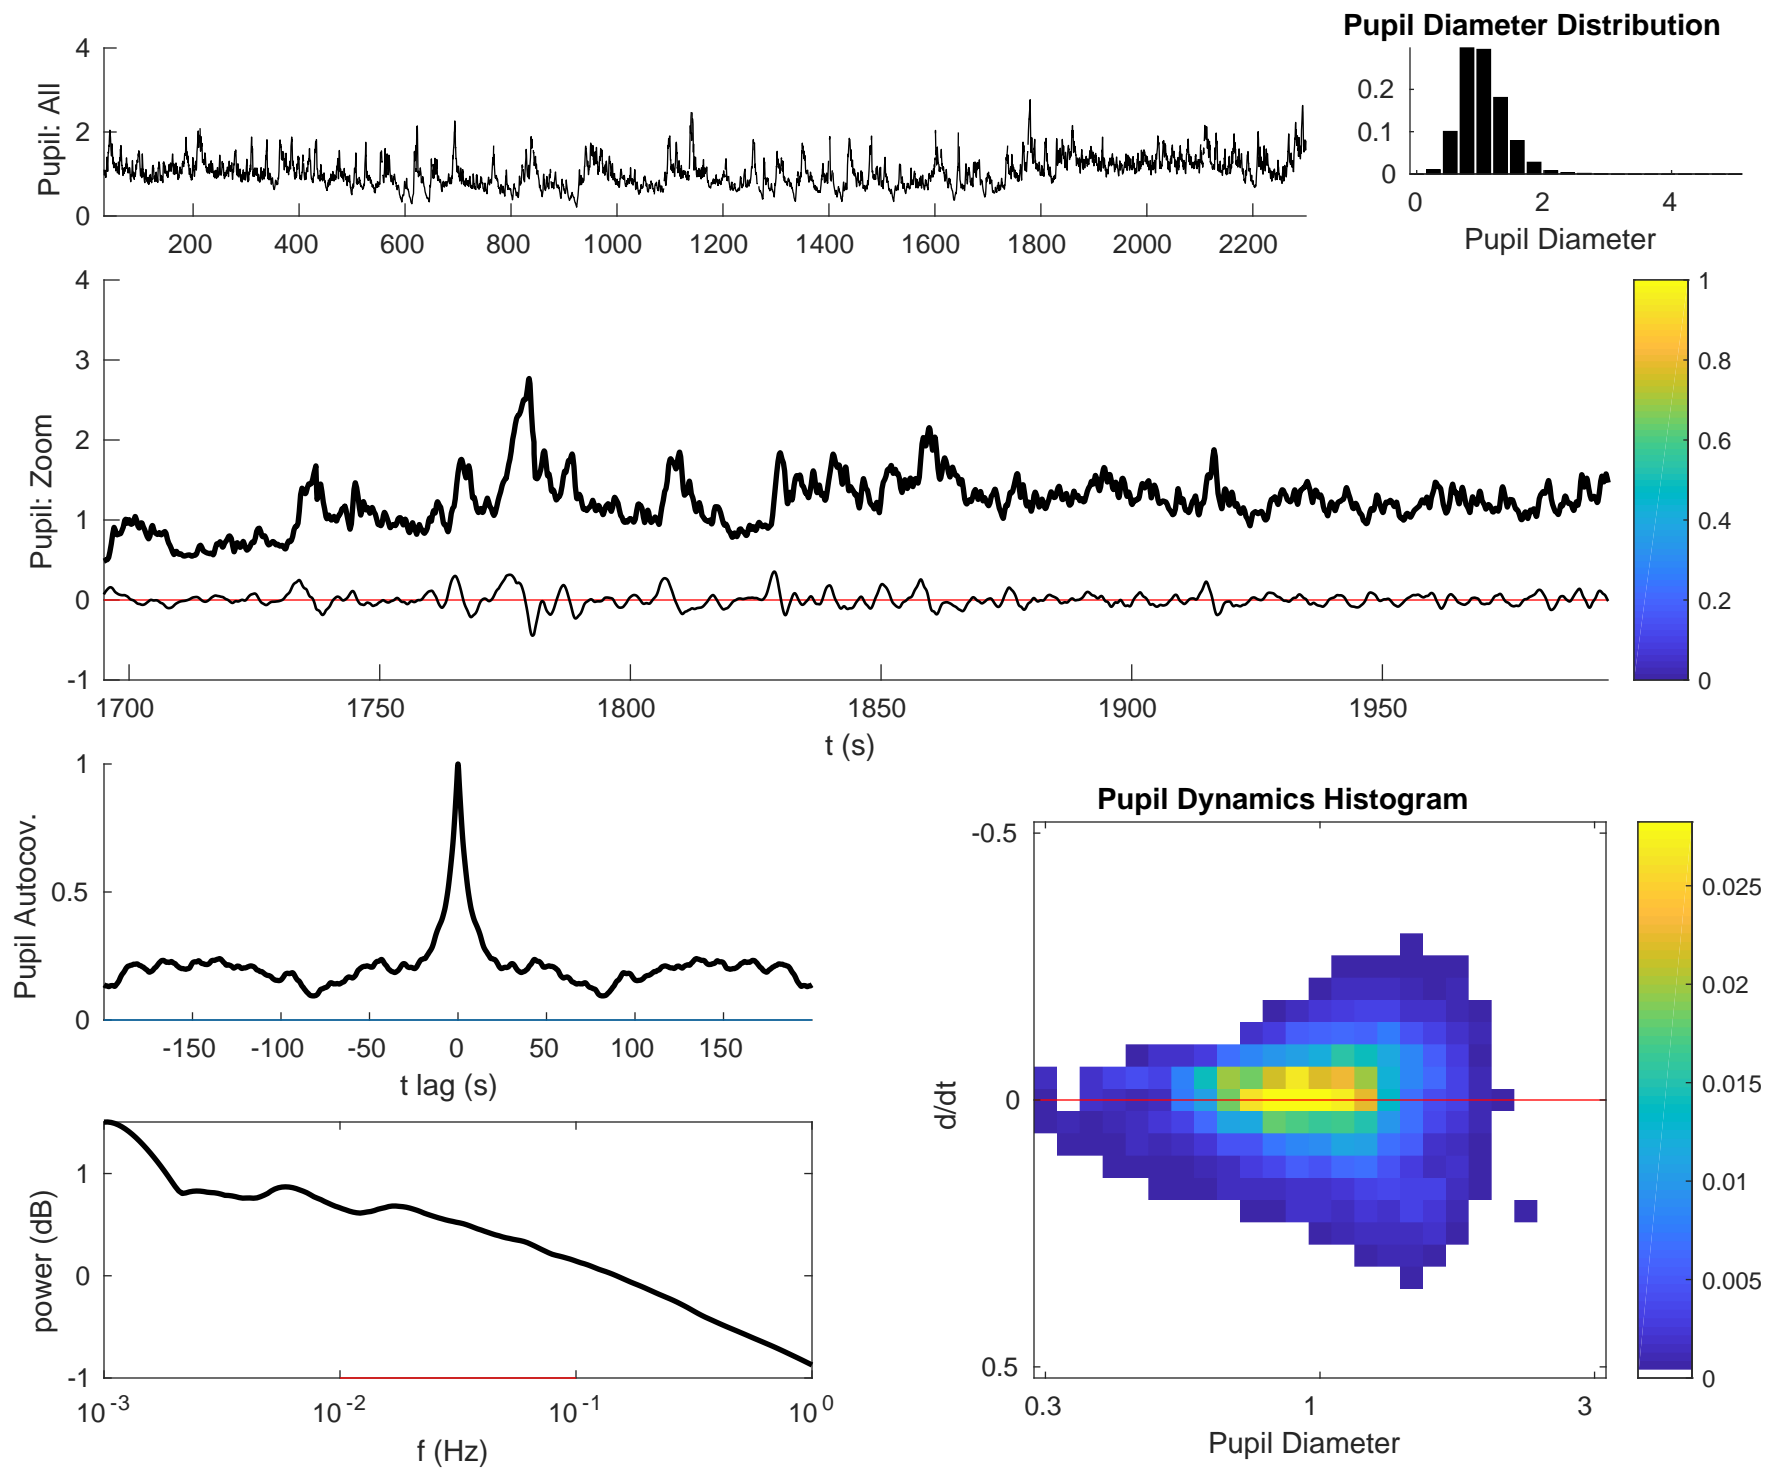 Pupil Diameter Distribution
Pupil: All
4
2
0
200 400 600 800 1000 1200 1400 1600 1800 2000 2200
0.2
0.1
0
0 2 4
Pupil Diameter
Pupil: Zoom
4
3
2
1
0
-1
1700 1750 1800 1850 1900 1950
t (s)
1
0.8
0.6
0.4
0.2
0
Pupil Autocov.
1
0.5
0
-150 -100 -50 0 50 100 150
t lag (s)
power (dB)
1
0
-1
10^-3 10^-2 10^-1 10^0
f (Hz)
Pupil Dynamics Histogram
d/dt
-0.5
0
0.5
0.3 1 3
Pupil Diameter
0.025
0.02
0.015
0.01
0.005
0